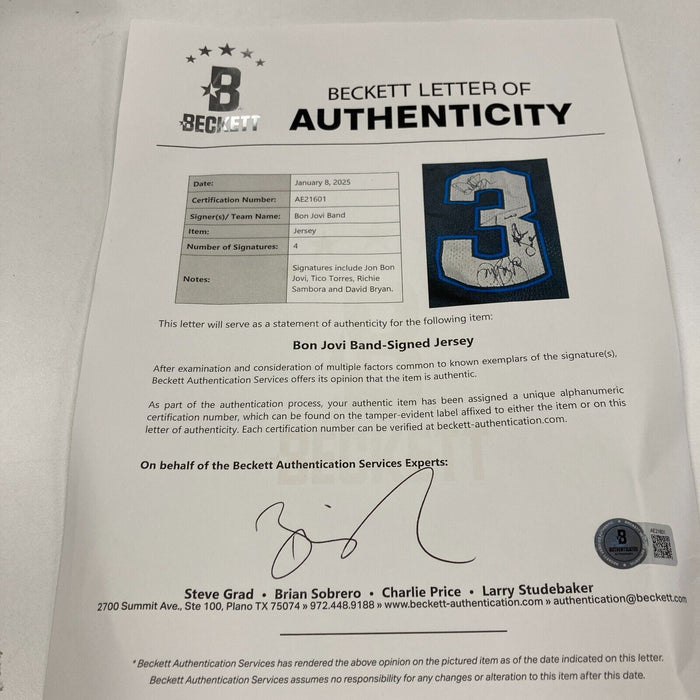 BECKETT
BECKETT LETTER OF
AUTHENTICITY
Date: January 8, 2025
Certification Number: AE21601
Signer(s)/ Team Name: Bon Jovi Band
Item: Jersey
Number of Signatures: 4
Notes: Signatures include Jon Bon
Jovi, Tico Torres, Richie
Sambora and David Bryan.
3
This letter will serve as a statement of authenticity for the following item:
Bon Jovi Band-Signed Jersey
After examination and consideration of multiple factors common to known exemplars of the signature(s),
Beckett Authentication Services offers its opinion that the item is authentic.
As part of the authentication process, your authentic item has been assigned a unique alphanumeric
certification number, which can be found on the tamper-evident label affixed to either the item or on this
letter of authenticity. Each certification number can be verified at beckett-authentication.com.
On behalf of the Beckett Authentication Services Experts:
B
AUTHENTICATED
AE21601
Steve Grad • Brian Sobrero • Charlie Price • Larry Studebaker
2700 Summit Ave., Ste 100, Plano TX 75074 » 972.448.9188 » www.beckett-authentication.com » authentication@beckett.com
* Beckett Authentication Services has rendered the above opinion on the pictured item as of the date indicated on this letter.
Beckett Authentication Services assumes no responsibility for any changes or alteration to this item after this date.